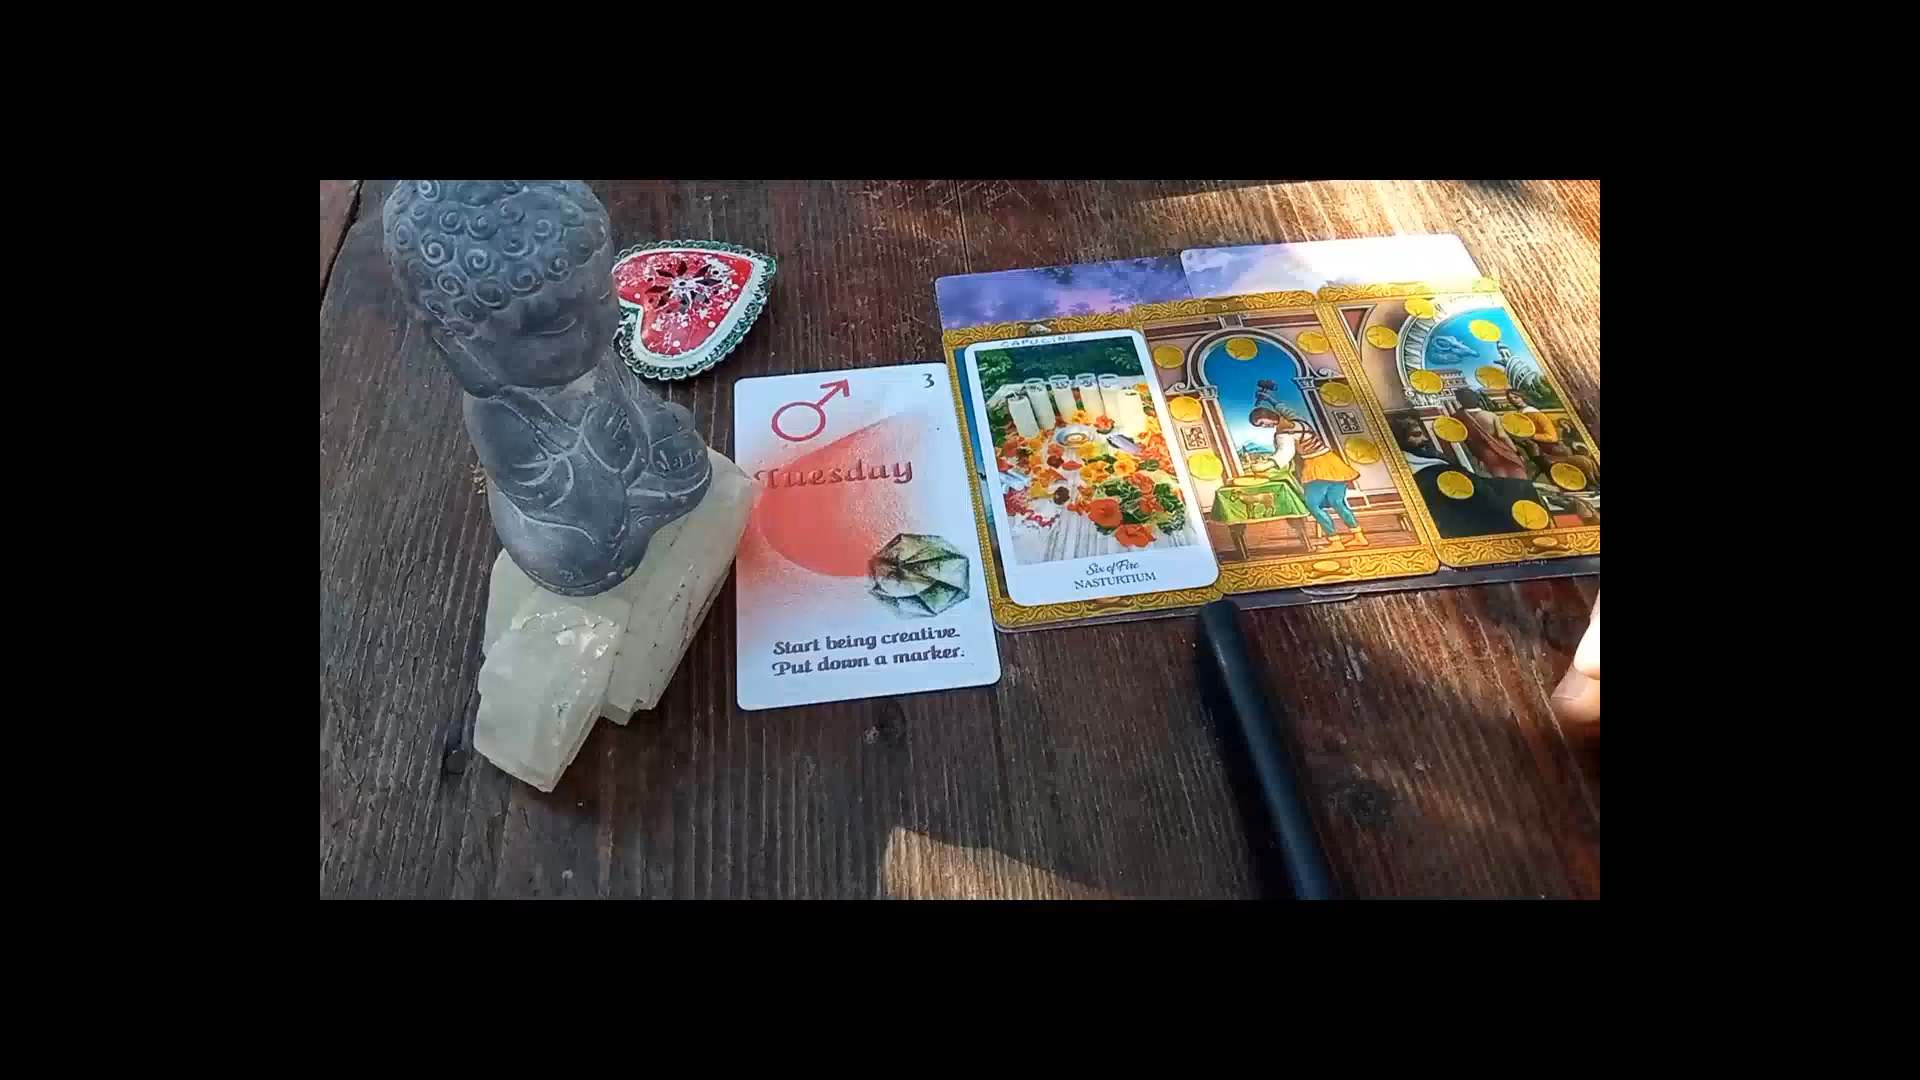 3
Tuesday
Start being creative.
Put down a marker.
CAPUCINE
Six of Fire
NASTURTIUM